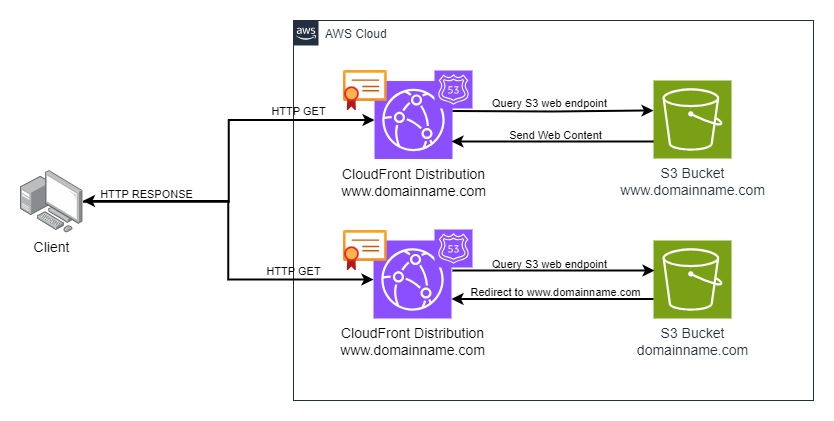 aws
AWS Cloud
53
HTTP GET
Query S3 web endpoint
Send Web Content
CloudFront Distribution
www.domainname.com
S3 Bucket
www.domainname.com
HTTP RESPONSE
Client
53
HTTP GET
Query S3 web endpoint
Redirect to www.domainname.com
CloudFront Distribution
www.domainname.com
S3 Bucket
domainname.com